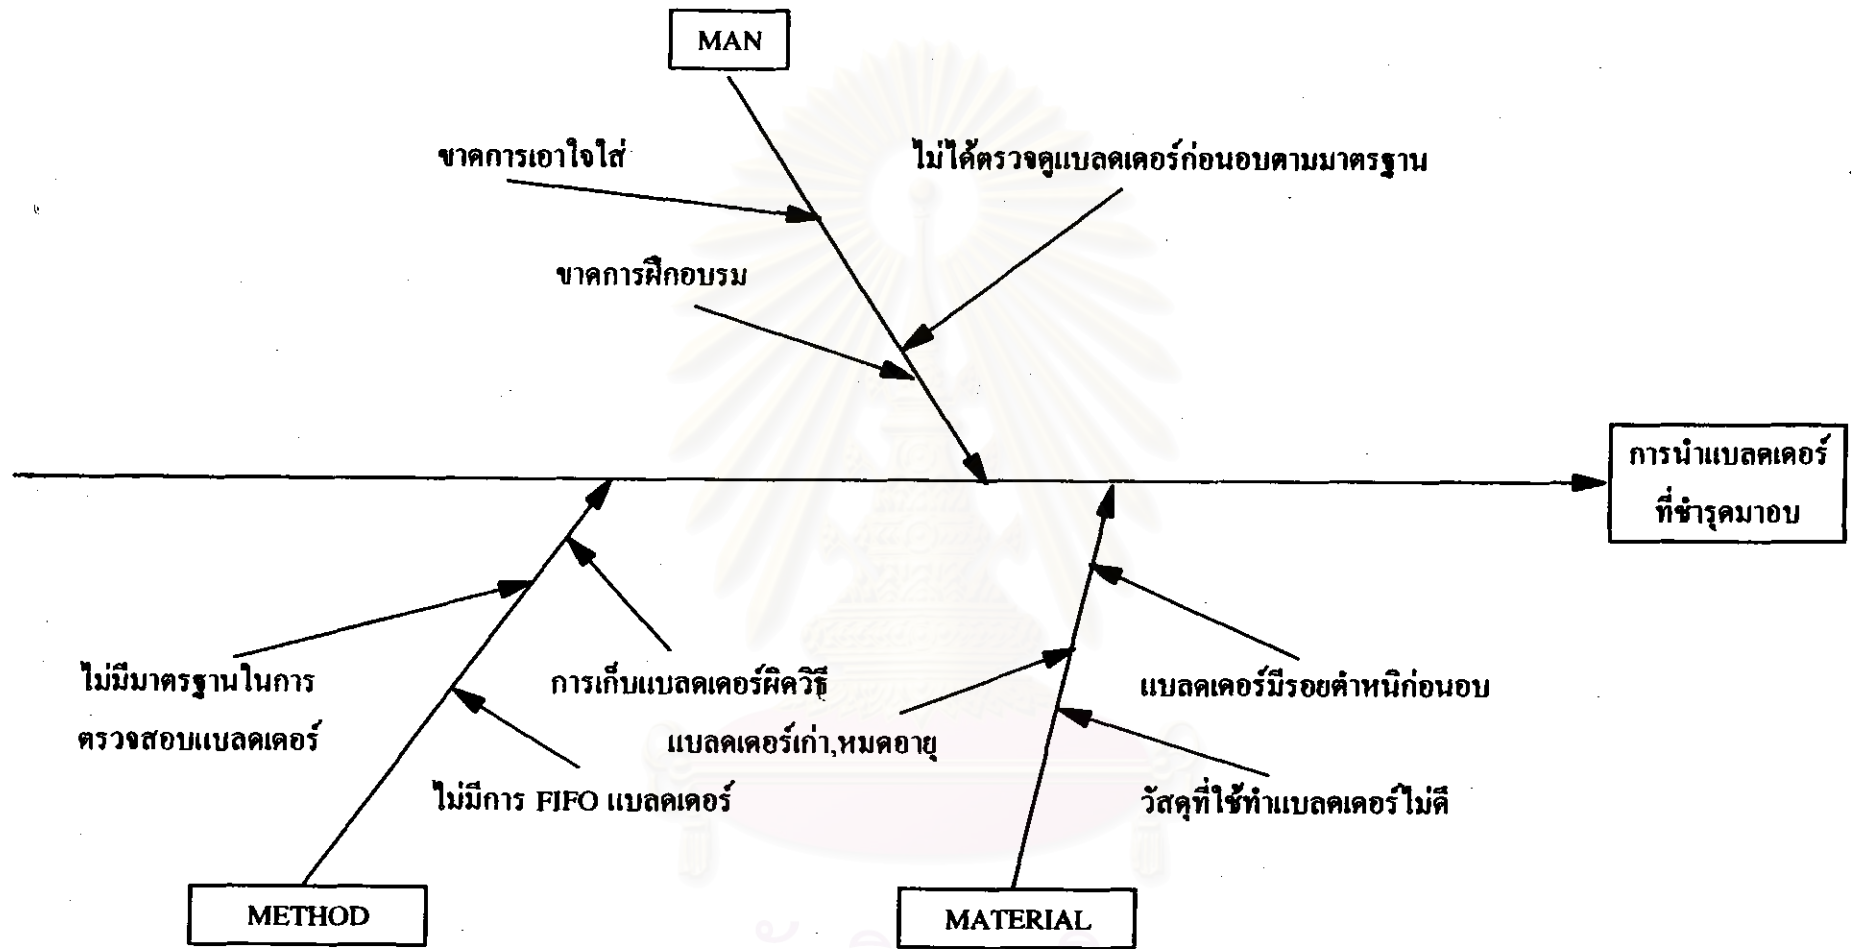 MAN
ขาดการเอาใจใส่
ไม่ได้ตรวจดูแบลดเดอร์ก่อนอบตามมาตรฐาน
ขาดการฝึกอบรม
การนำแบลดเดอร์
ที่ชำรุดมาอบ
ไม่มีมาตรฐานในการ
ตรวจสอบแบลดเดอร์
การเก็บแบลดเดอร์ผิดวิธี
แบลดเดอร์มีรอยตำหนิก่อนอบ
แบลดเดอร์เก่า,หมดอายุ
ไม่มีการ FIFO แบลดเดอร์
วัสดุที่ใช้ทำแบลดเดอร์ไม่ดี
METHOD
MATERIAL